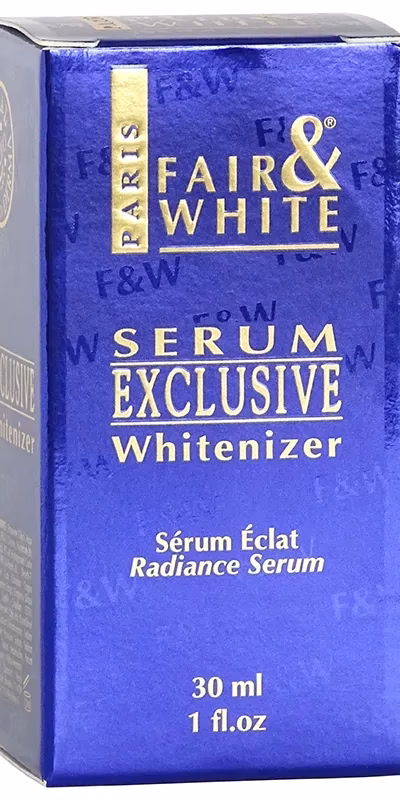 PARIS
FAIR&®
WHITE
SERUM
EXCLUSIVE
Whitenizer
Sérum Éclat
Radiance Serum
30 ml
1 fl.oz
F&W
F&W
F&W
F&W
F&W
F&W